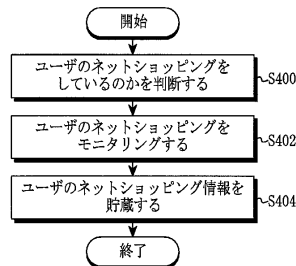 開始
ユーザのネットショッピングを
しているのかを判断する
S400
ユーザのネットショッピングを
モニタリングする
S402
ユーザのネットショッピング情報を
貯蔵する
S404
終了